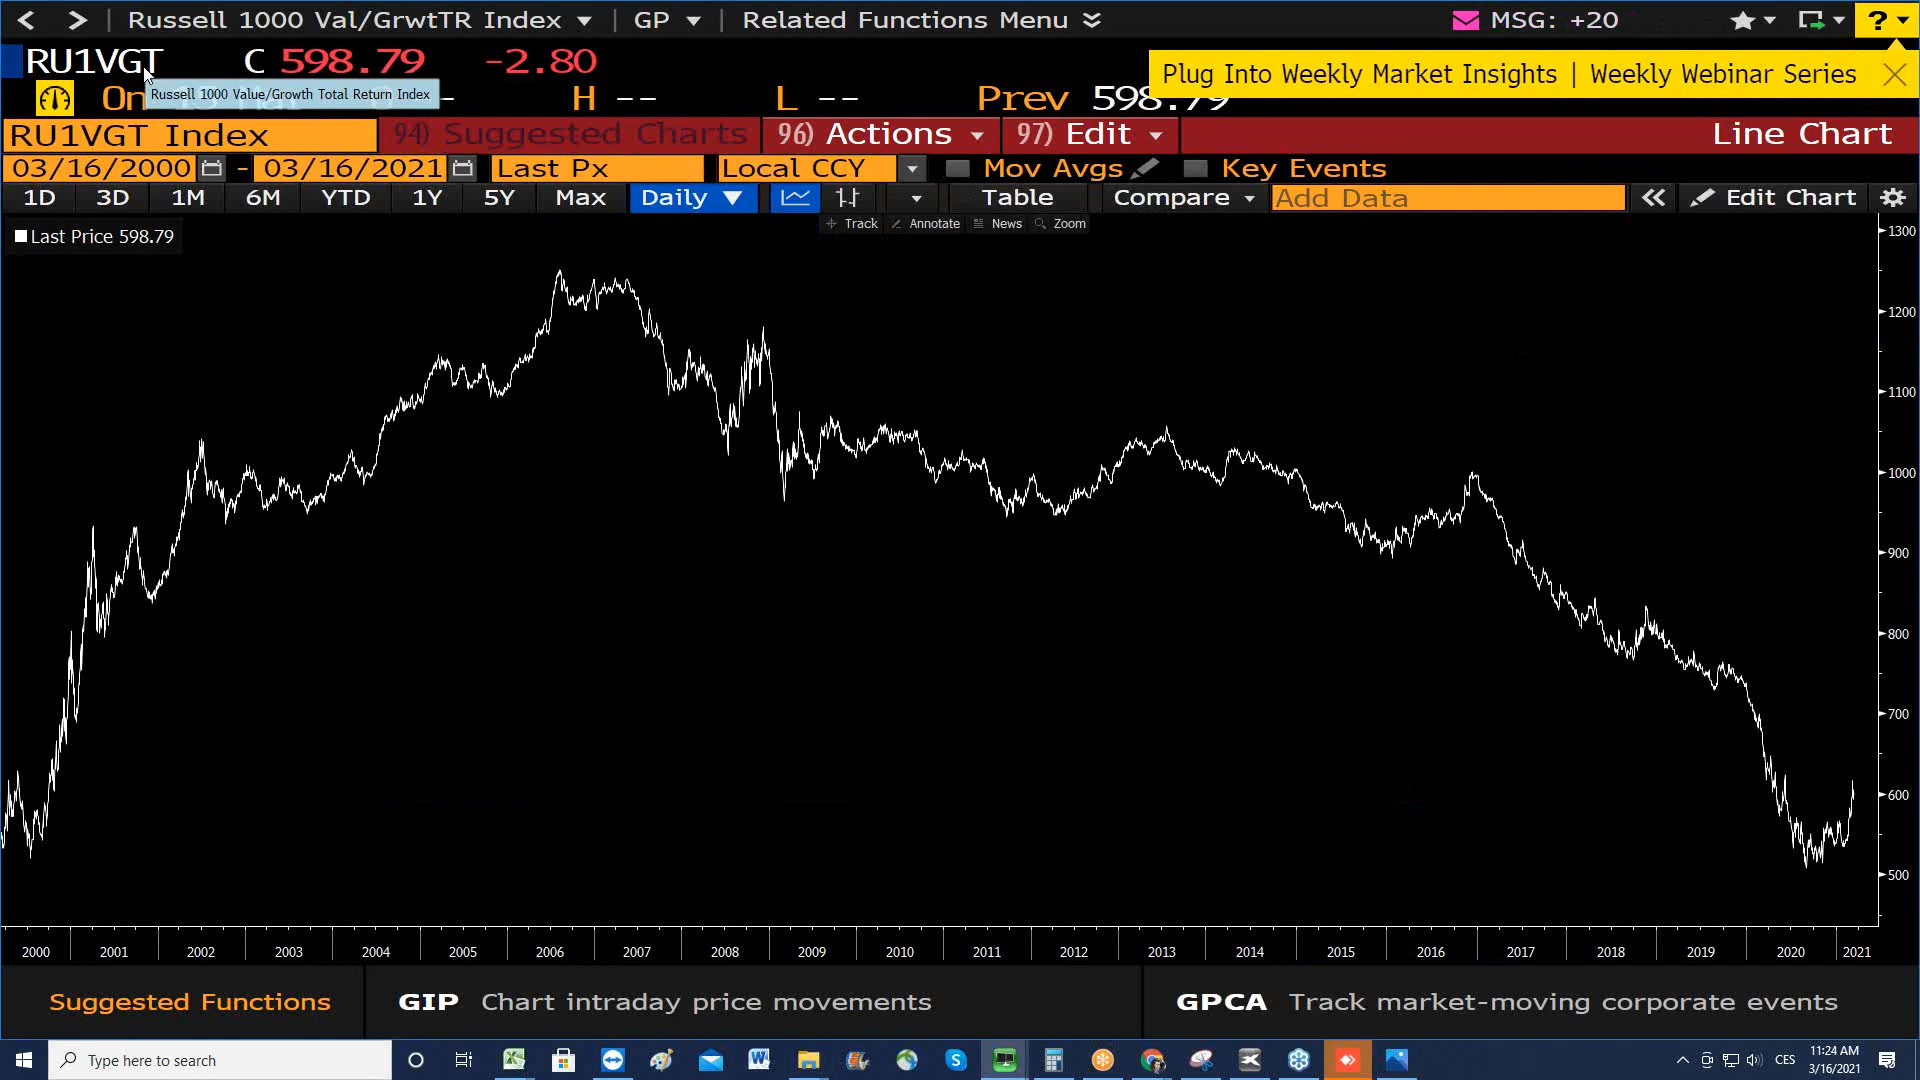 Russell 1000 Val/GrwtTR Index | GP | Related Functions Menu MSG: +20 ?
RU1VGT C 598.79 -2.80
Plug Into Weekly Market Insights | Weekly Webinar Series
Russell 1000 Value/Growth Total Return Index
On -- H -- L -- Prev 598.79
RU1VGT Index 94) Suggested Charts 96) Actions 97) Edit Line Chart
03/16/2000 - 03/16/2021 Last Px Local CCY Mov Avgs Key Events
1D 3D 1M 6M YTD 1Y 5Y Max Daily Table Compare Add Data Edit Chart
Track Annotate News Zoom
Last Price 598.79
1300
1200
1100
1000
900
800
700
600
500
2000 2001 2002 2003 2004 2005 2006 2007 2008 2009 2010 2011 2012 2013 2014 2015 2016 2017 2018 2019 2020 2021
Suggested Functions GIP Chart intraday price movements GPCA Track market-moving corporate events
Type here to search CES 11:24 AM
3/16/2021